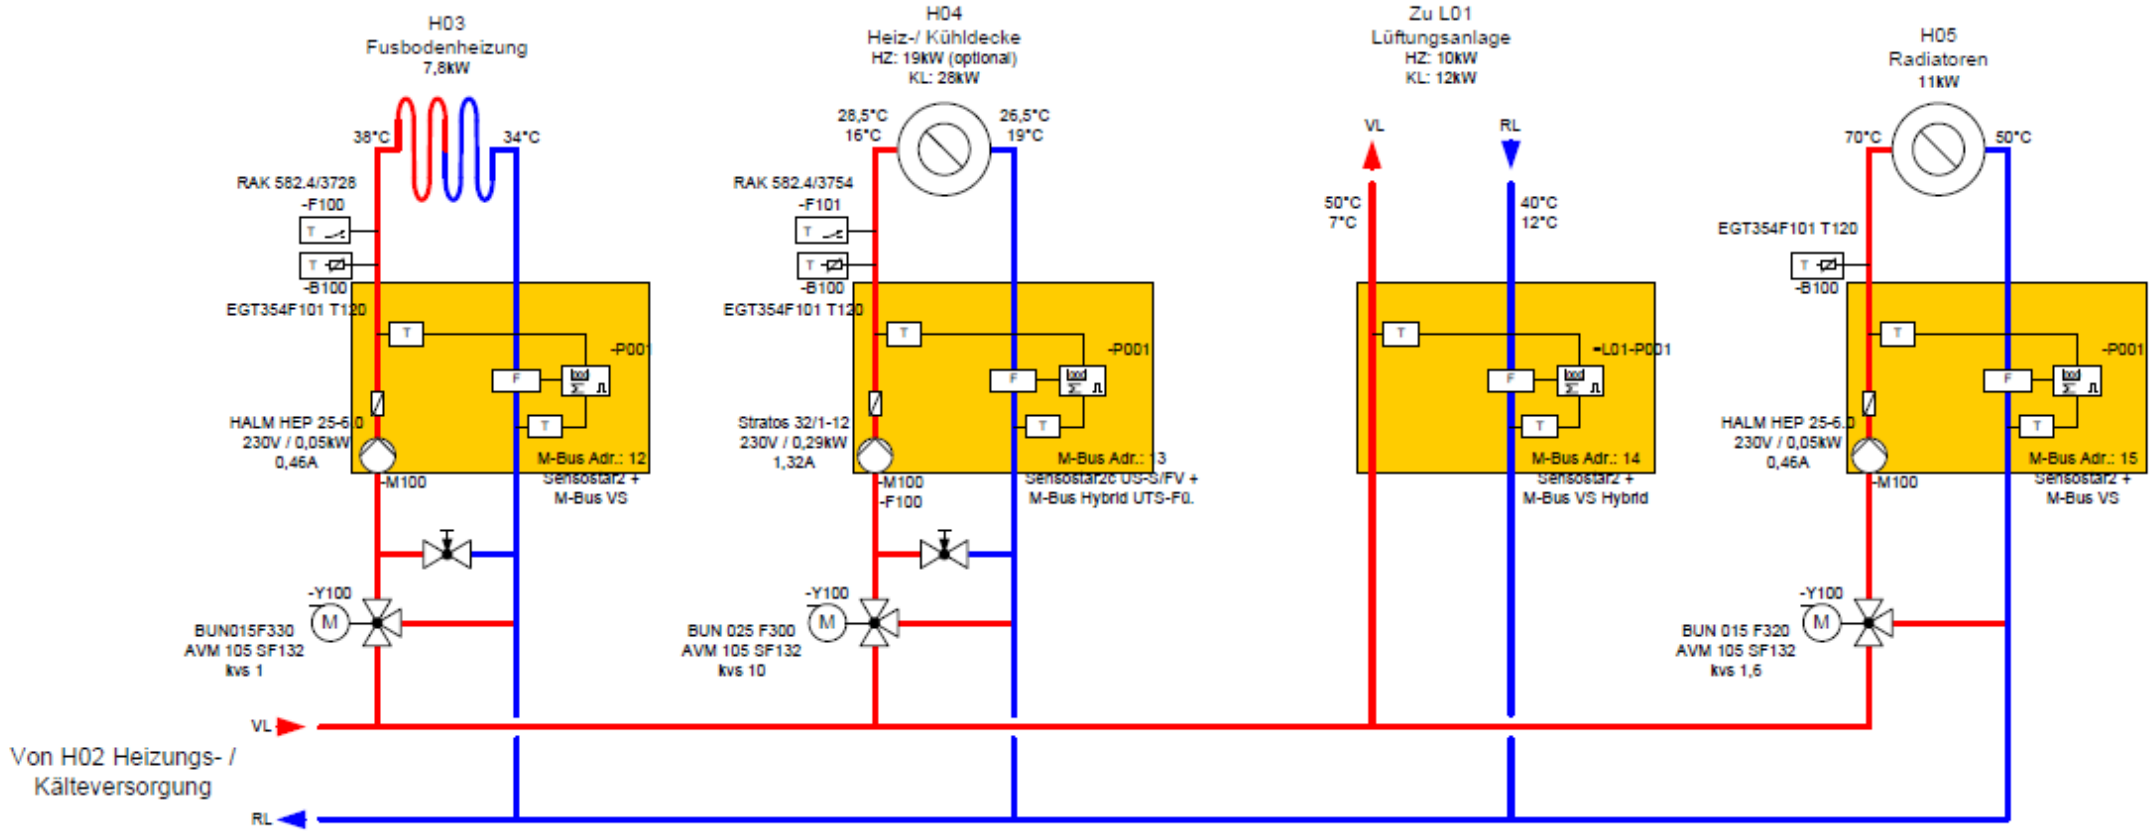 H03
Fusbodenheizung
7,8kW
38°C
34°C
RAK 582.4/3728
-F100
T
T
-B100
EGT354F101 T120
T
-P001
F
Σ
T
HALM HEP 25-6.0
230V / 0,05kW
0,46A
-M100
M-Bus Adr.: 12
Sensostar2 +
M-Bus VS
-Y100
M
BUN015F330
AVM 105 SF132
kvs 1
H04
Heiz-/ Kühldecke
HZ: 19kW (optional)
KL: 28kW
28,5°C
16°C
26,5°C
19°C
RAK 582.4/3754
-F101
T
T
-B100
EGT354F101 T120
T
-P001
F
Σ
T
Stratos 32/1-12
230V / 0,29kW
1,32A
-M100
-F100
M-Bus Adr.: 13
Sensostar2c US-S/FV +
M-Bus Hybrid UTS-Fü.
-Y100
M
BUN 025 F300
AVM 105 SF132
kvs 10
Zu L01
Lüftungsanlage
HZ: 10kW
KL: 12kW
VL
RL
50°C
7°C
40°C
12°C
T
=L01-P001
F
Σ
T
M-Bus Adr.: 14
Sensostar2 +
M-Bus VS Hybrid
H05
Radiatoren
11kW
70°C
50°C
EGT354F101 T120
T
-B100
T
-P001
F
Σ
T
HALM HEP 25-6.0
230V / 0,05kW
0,46A
-M100
M-Bus Adr.: 15
Sensostar2 +
M-Bus VS
-Y100
M
BUN 015 F320
AVM 105 SF132
kvs 1,6
VL
Von H02 Heizungs- /
Kälteversorgung
RL